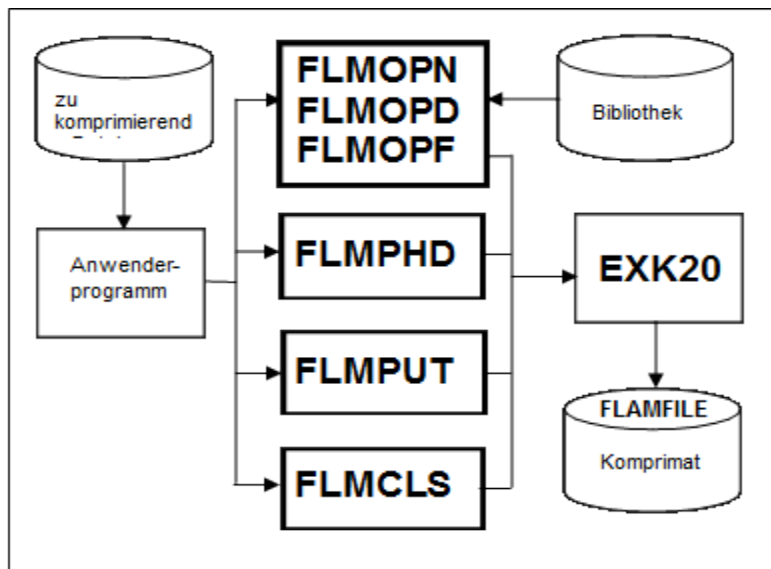 zu
komprimierend
FLMOPN
FLMOPD
FLMOPF
Bibliothek
Anwender-
programm
FLMPHD
EXK20
FLMPUT
FLAMFILE
Komprimat
FLMCLS